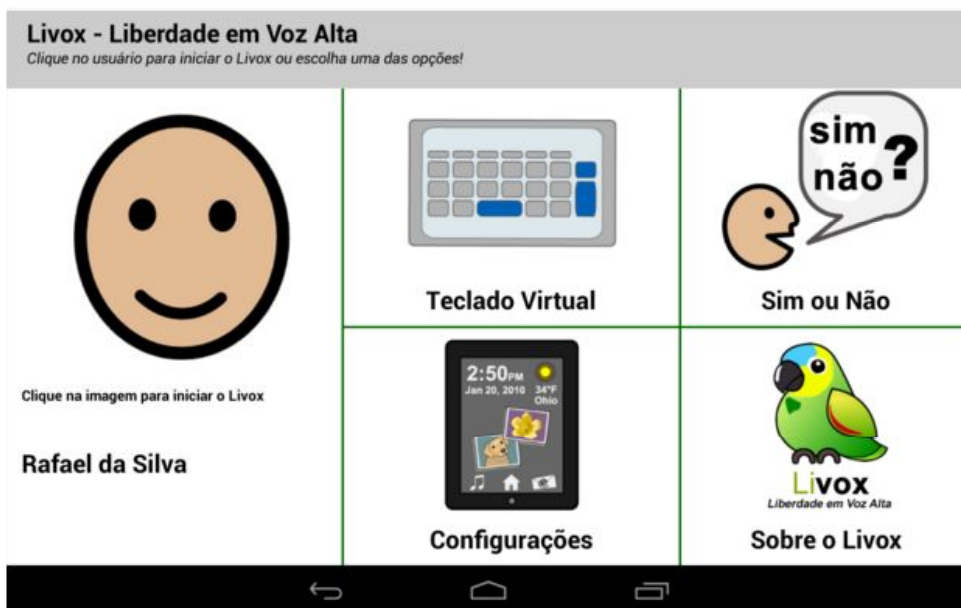 Livox - Liberdade em Voz Alta
Clique no usuário para iniciar o Livox ou escolha uma das opções!
Clique na imagem para iniciar o Livox
Rafael da Silva
Teclado Virtual
sim
não ?
Sim ou Não
2:50PM
Jan 20, 2010
34°F
Ohio
Configurações
Livox
Liberdade em Voz Alta
Sobre o Livox